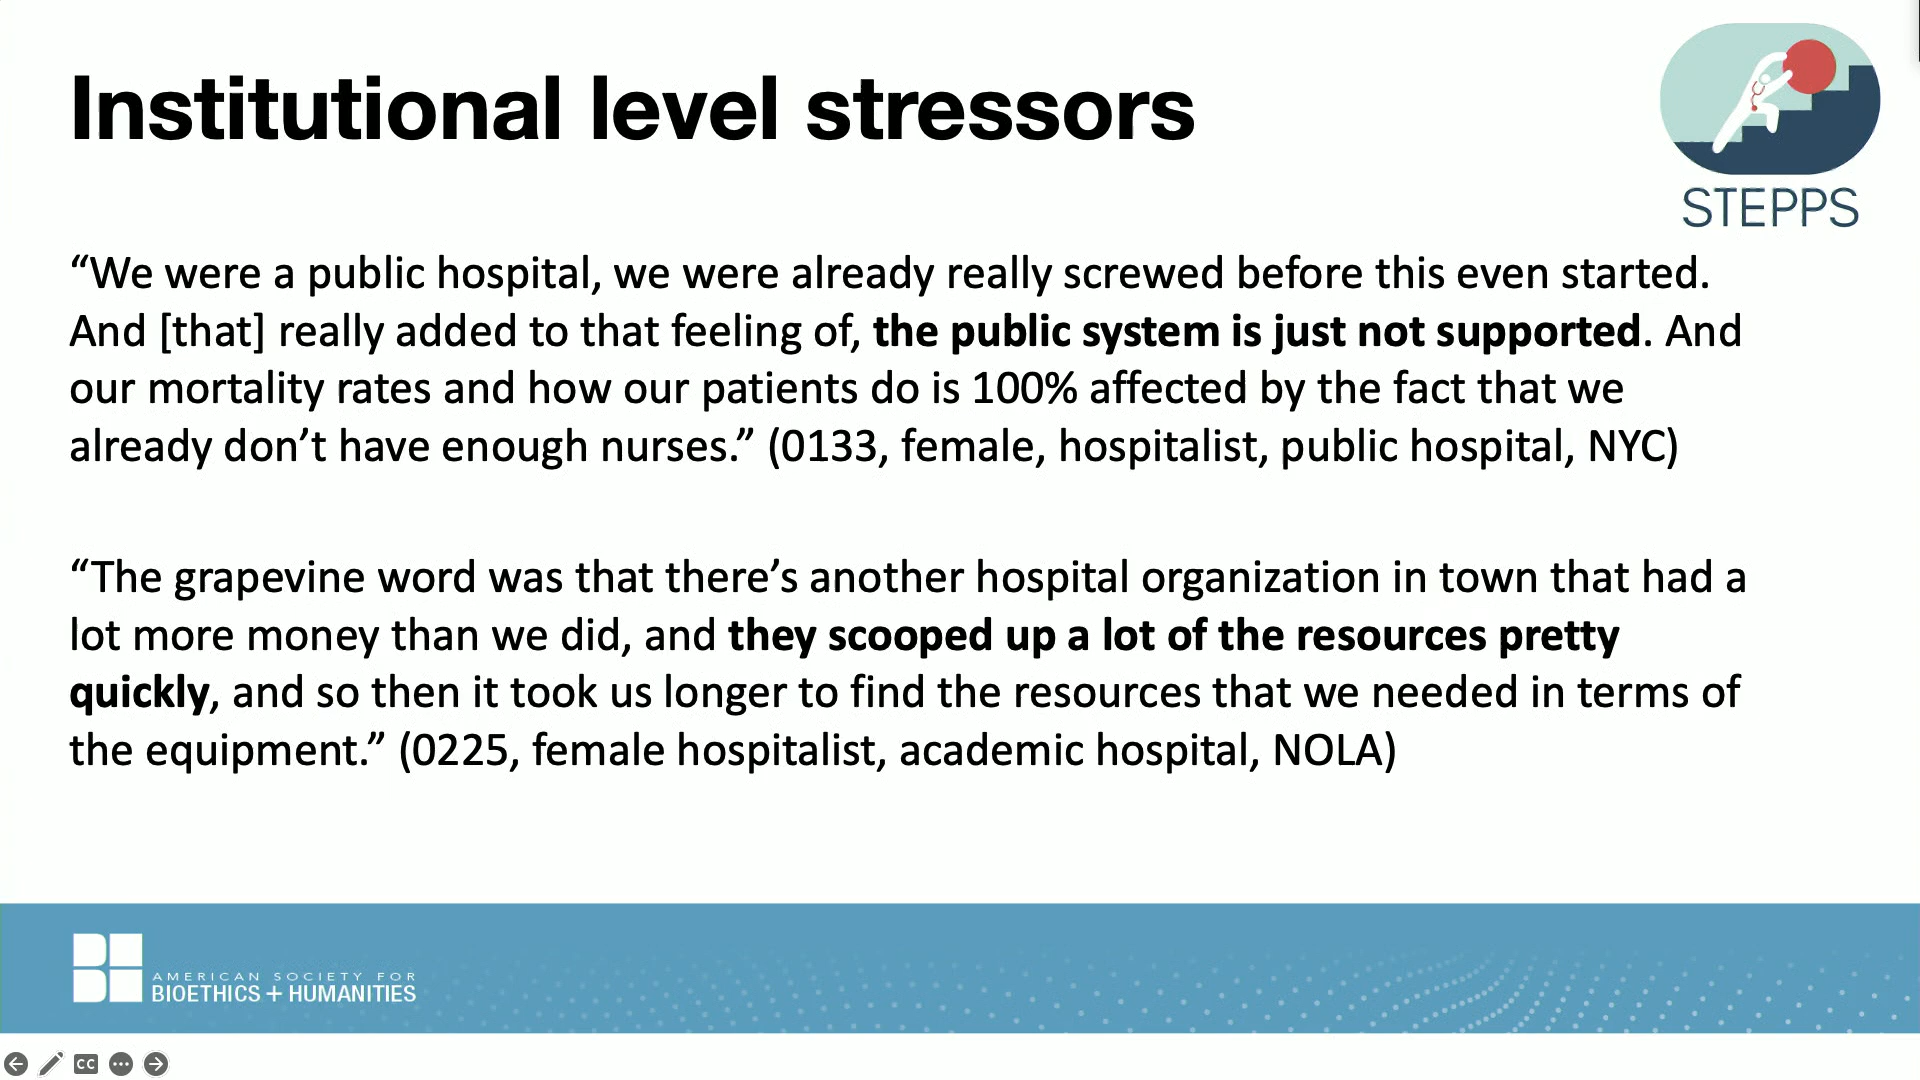 Institutional level stressors
STEPPS
“We were a public hospital, we were already really screwed before this even started.
And [that] really added to that feeling of, the public system is just not supported. And
our mortality rates and how our patients do is 100% affected by the fact that we
already don’t have enough nurses.” (0133, female, hospitalist, public hospital, NYC)
“The grapevine word was that there’s another hospital organization in town that had a
lot more money than we did, and they scooped up a lot of the resources pretty
quickly, and so then it took us longer to find the resources that we needed in terms of
the equipment.” (0225, female hospitalist, academic hospital, NOLA)
AMERICAN SOCIETY FOR
BIOETHICS + HUMANITIES
CC